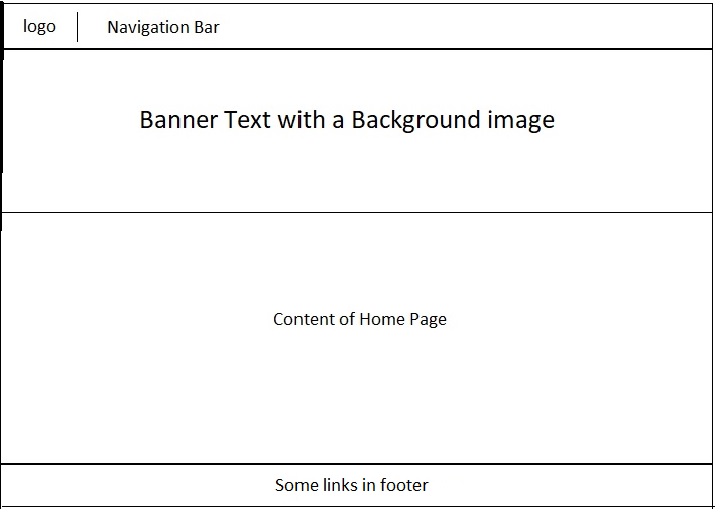 logo
Navigation Bar
Banner Text with a Background image
Content of Home Page
Some links in footer